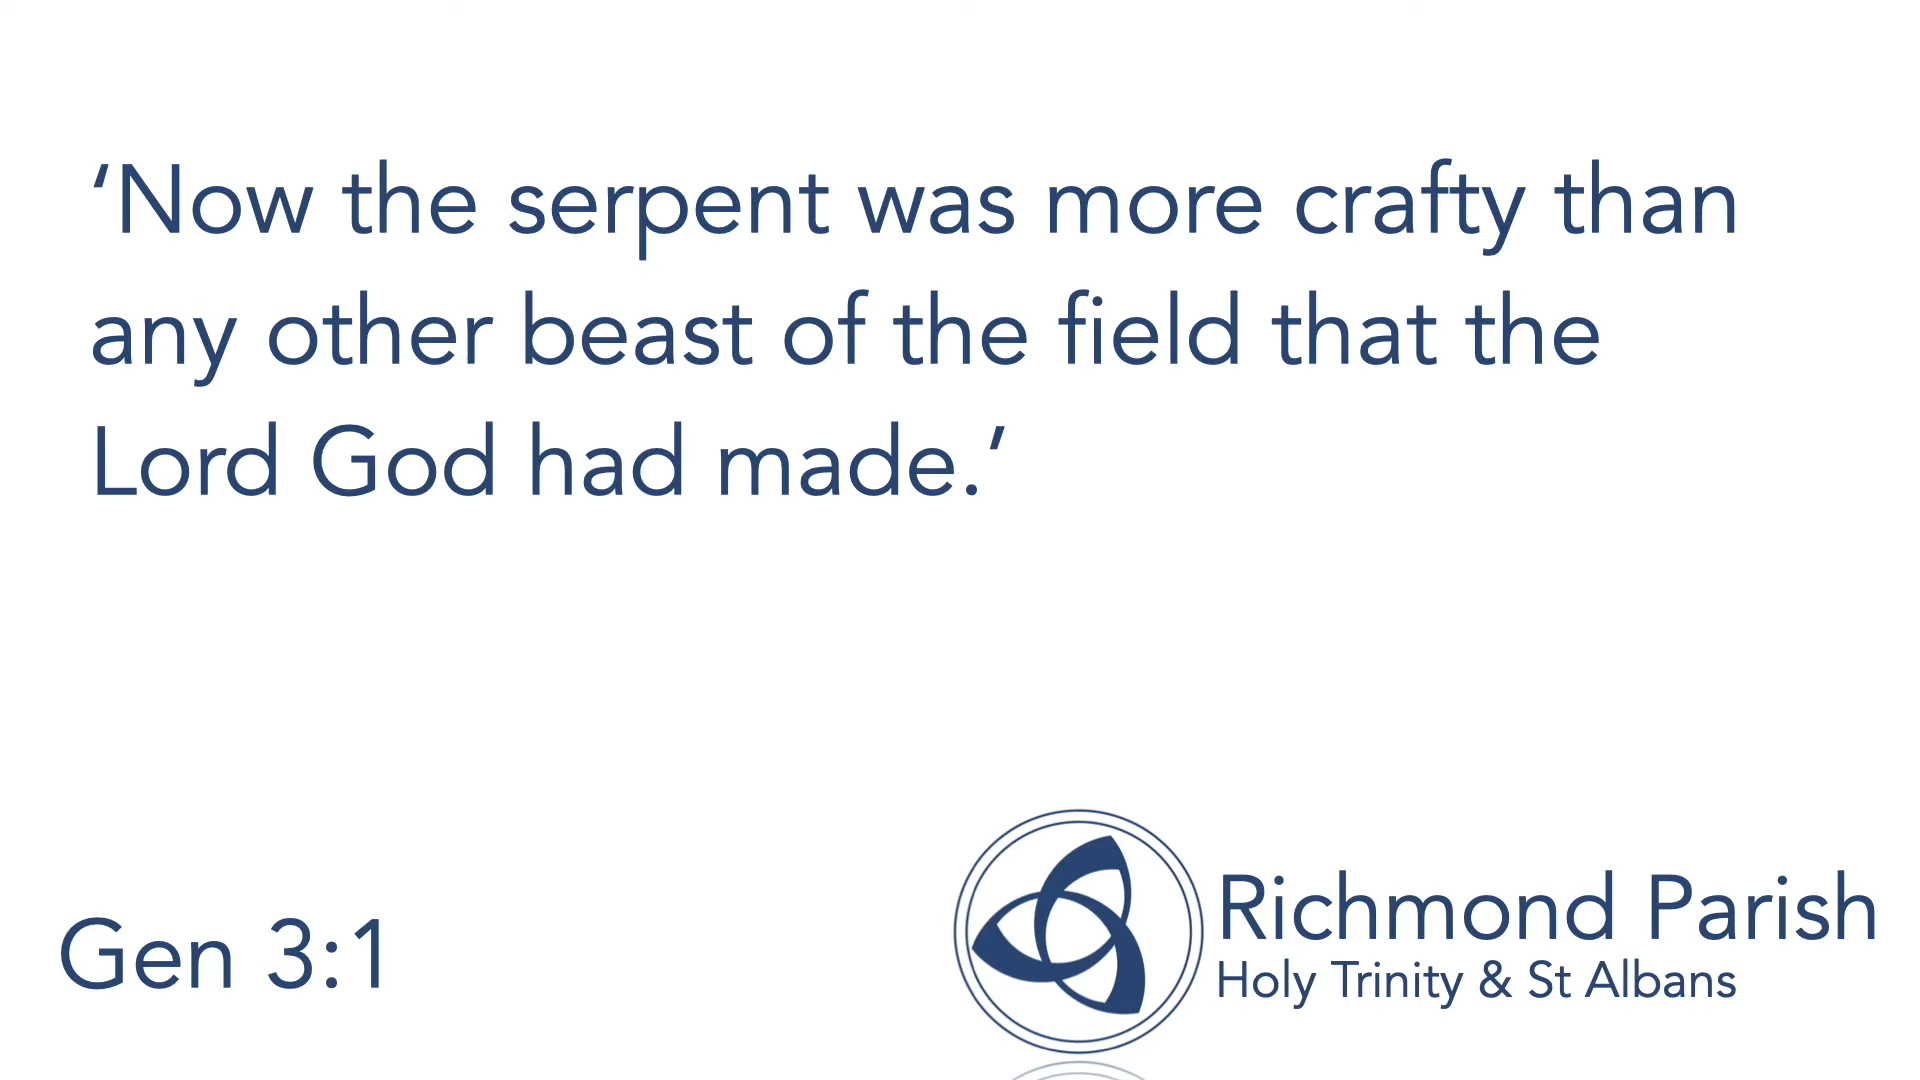 ‘Now the serpent was more crafty than
any other beast of the field that the
Lord God had made.’
Gen 3:1
Richmond Parish
Holy Trinity & St Albans